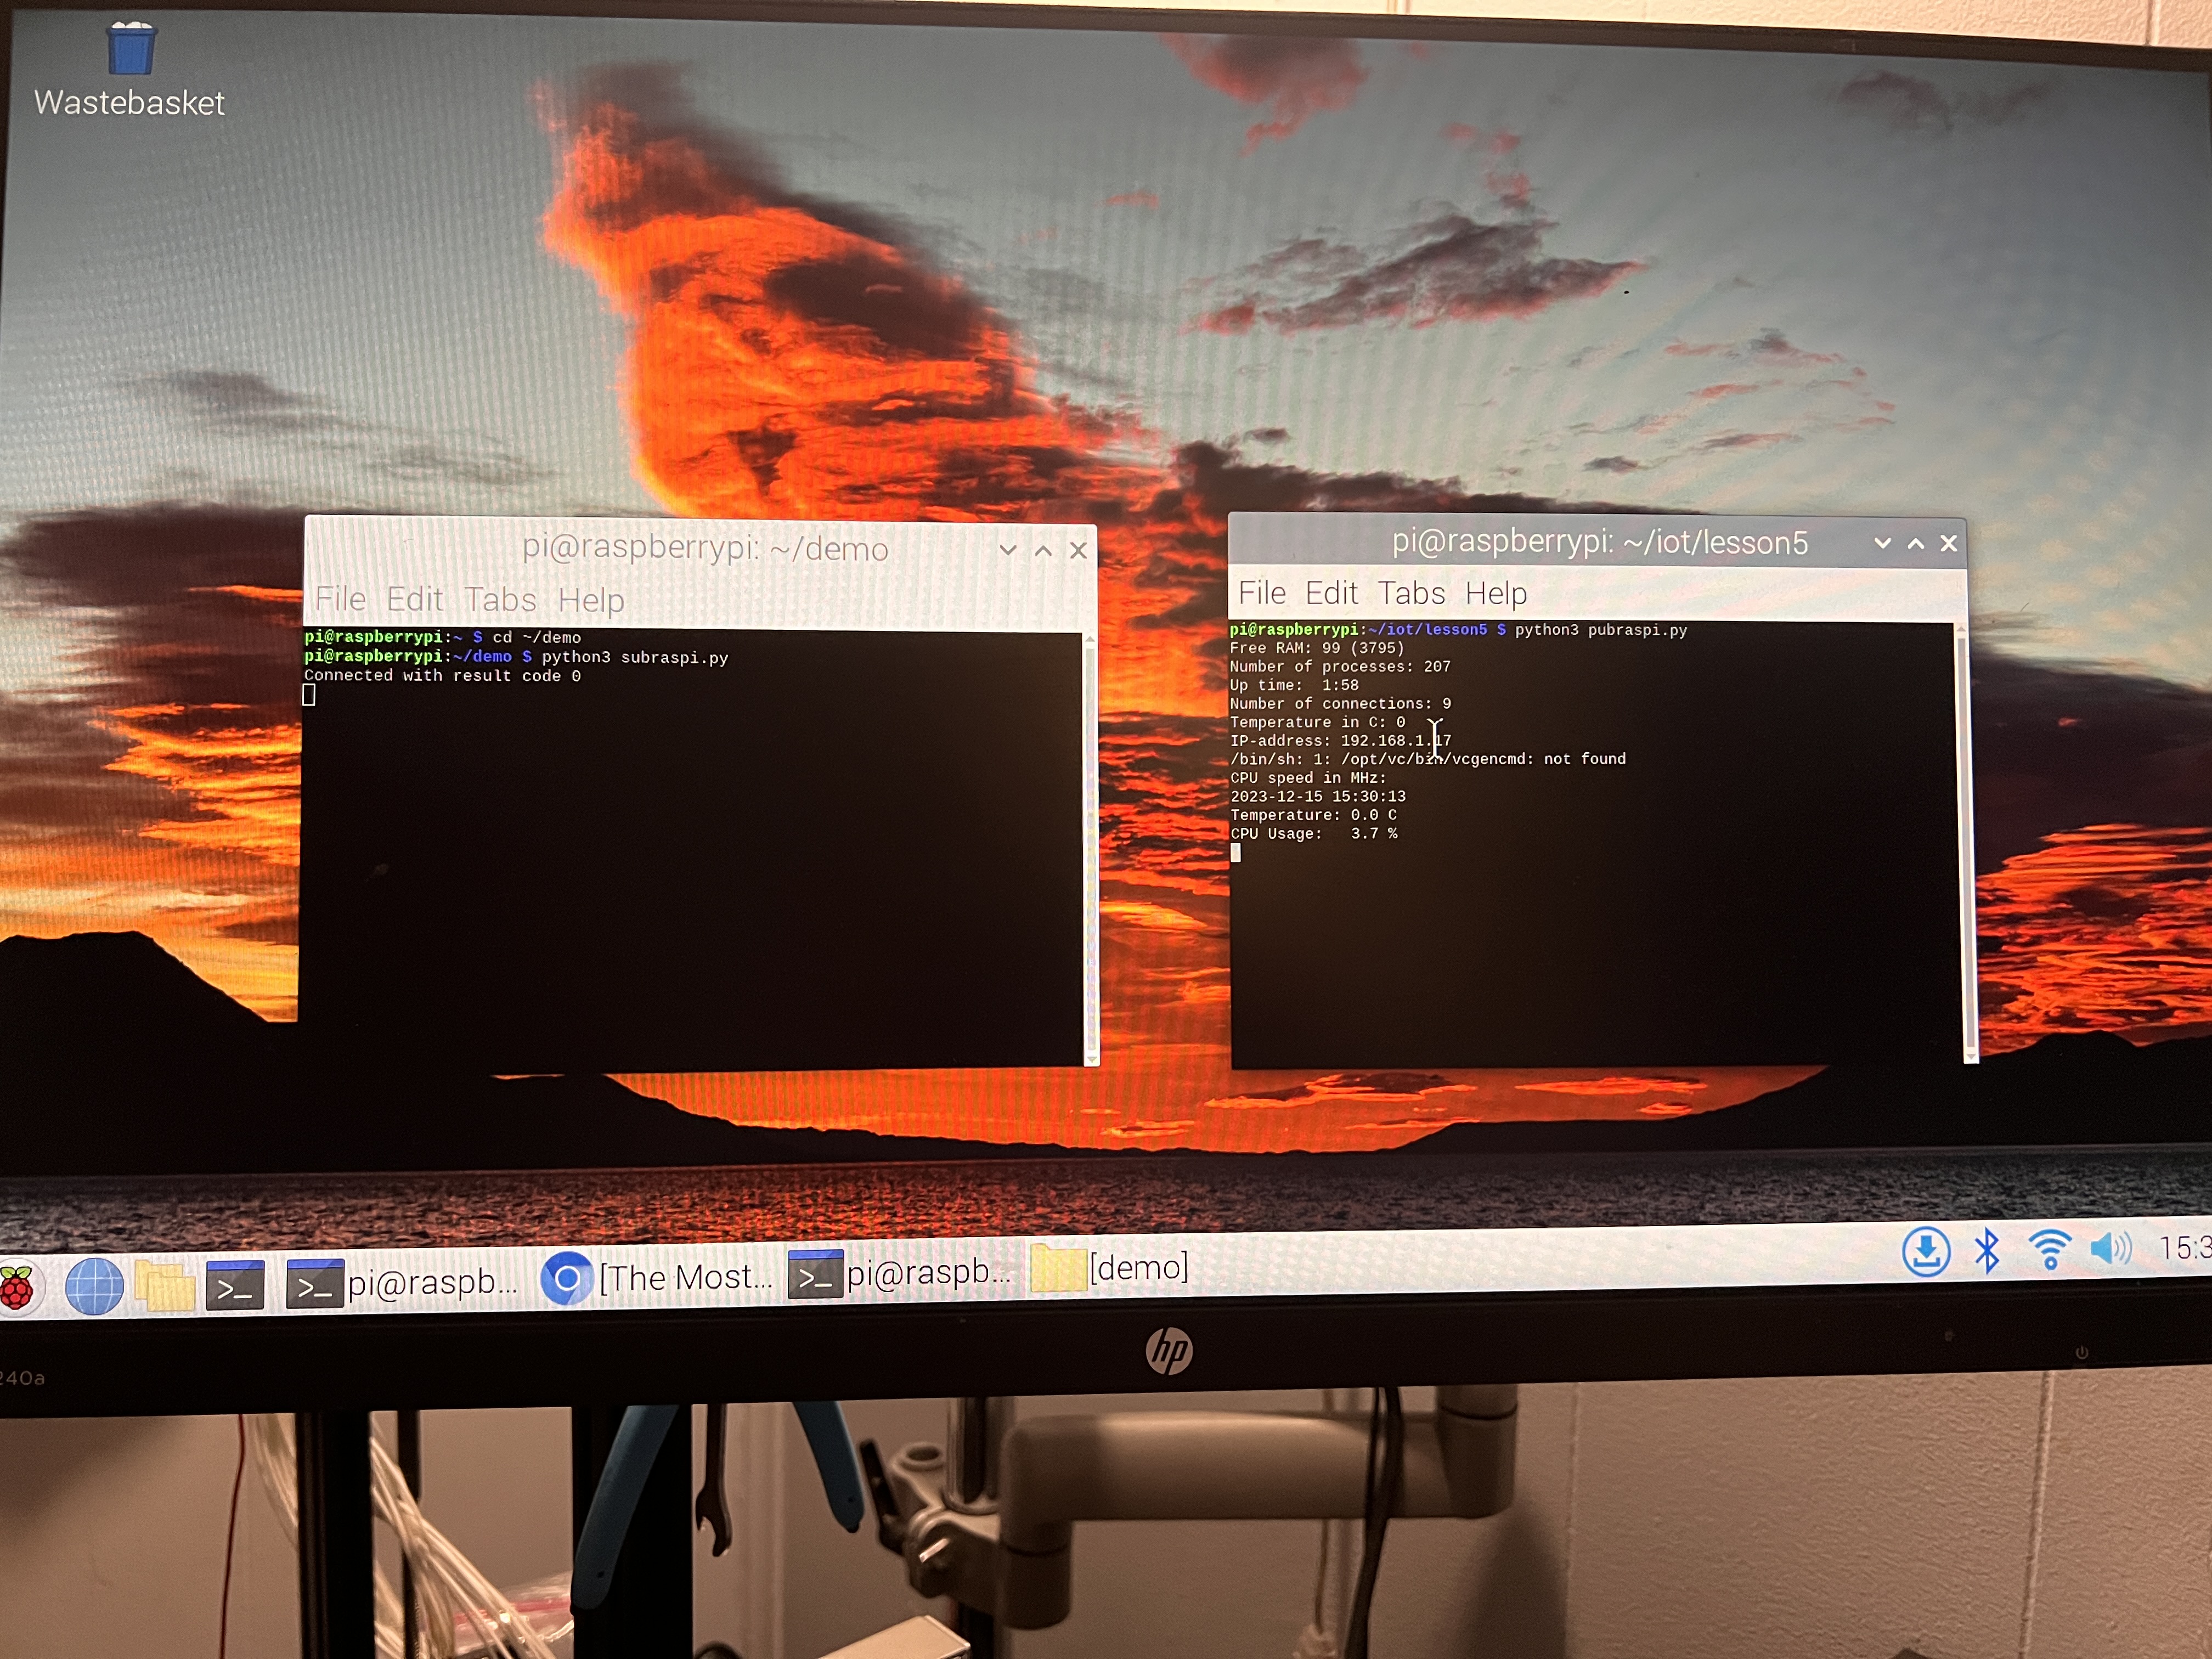 Wastebasket
pi@raspberrypi: ~/demo
File Edit Tabs Help
pi@raspberrypi:~ $ cd ~/demo
pi@raspberrypi:~/demo $ python3 subraspi.py
Connected with result code 0
pi@raspberrypi: ~/iot/lesson5
File Edit Tabs Help
pi@raspberrypi:~/iot/lesson5 $ python3 pubraspi.py
Free RAM: 99 (3795)
Number of processes: 207
Up time:  1:58
Number of connections: 9
Temperature in C: 0
IP-address: 192.168.1.17
/bin/sh: 1: /opt/vc/bin/vcgencmd: not found
CPU speed in MHz:
2023-12-15 15:30:13
Temperature: 0.0 C
CPU Usage:   3.7 %
>_ >_ pi@raspb... [The Most... >_ pi@raspb... [demo] 15:3
hp
240a